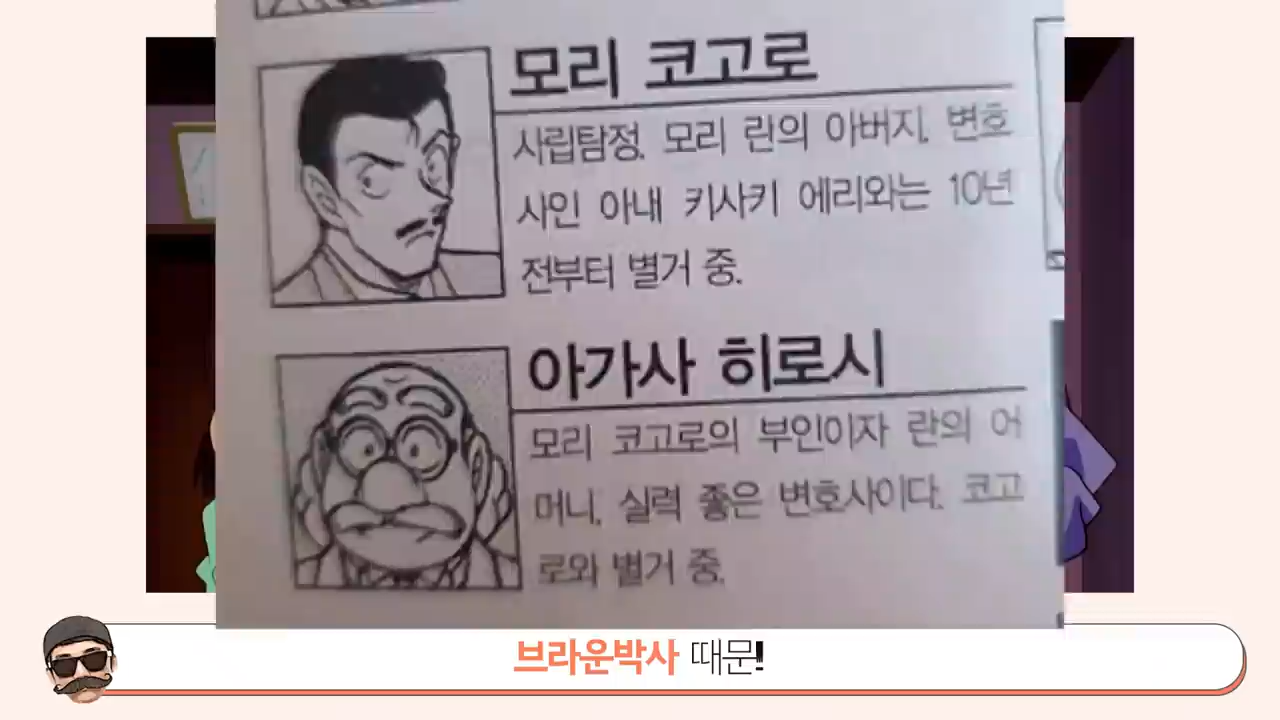 모리 코고로
사립탐정. 모리 란의 아버지. 변호
사인 아내 키사키 에리와는 10년
전부터 별거 중.
아가사 히로시
모리 코고로의 부인이자 란의 어
머니. 실력 좋은 변호사이다. 코고
로와 별거 중.
브라운박사 때문!